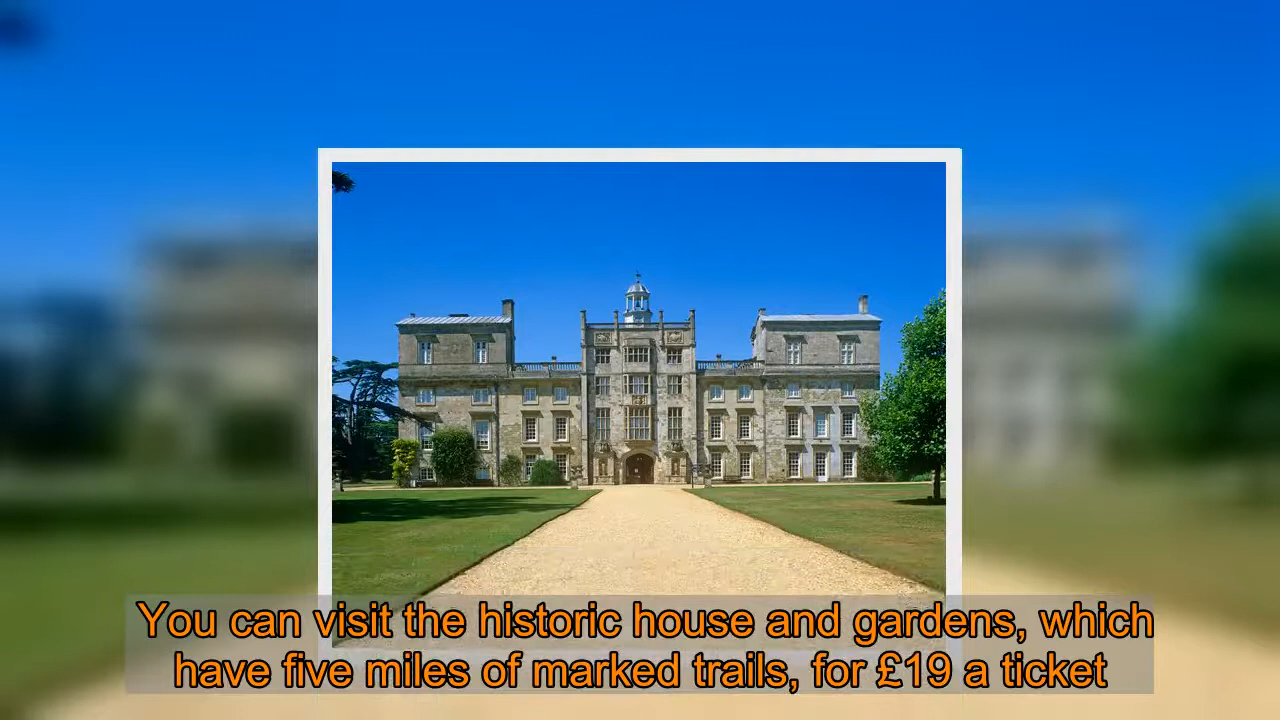 You can visit the historic house and gardens, which
have five miles of marked trails, for £19 a ticket